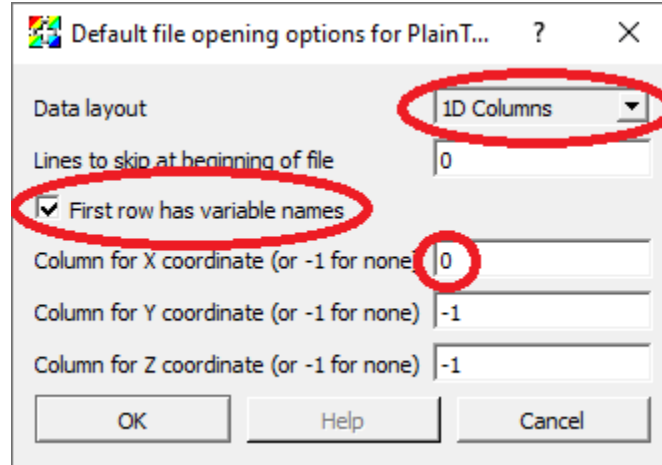 Default file opening options for PlainT... ? ×
Data layout 1D Columns
Lines to skip at beginning of file 0
First row has variable names
Column for X coordinate (or -1 for none) 0
Column for Y coordinate (or -1 for none) -1
Column for Z coordinate (or -1 for none) -1
OK Help Cancel